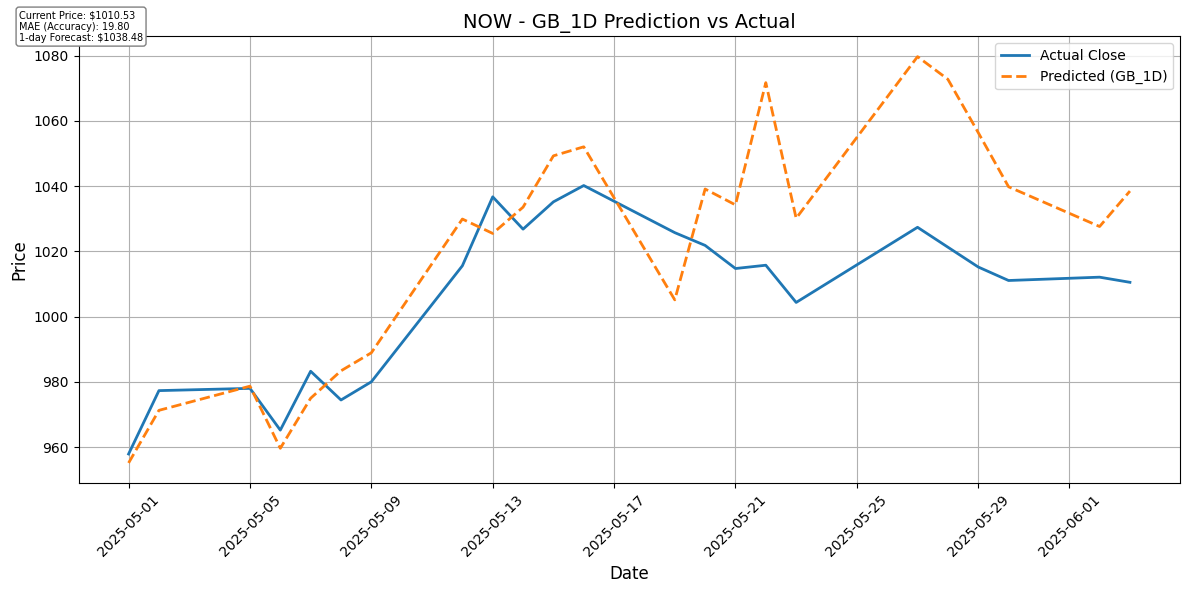 Current Price: $1010.53
MAE (Accuracy): 19.80
1-day Forecast: $1038.48
NOW - GB_1D Prediction vs Actual
Actual Close
Predicted (GB_1D)
Price
1080
1060
1040
1020
1000
980
960
2025-05-01
2025-05-05
2025-05-09
2025-05-13
2025-05-17
2025-05-21
2025-05-25
2025-05-29
2025-06-01
Date